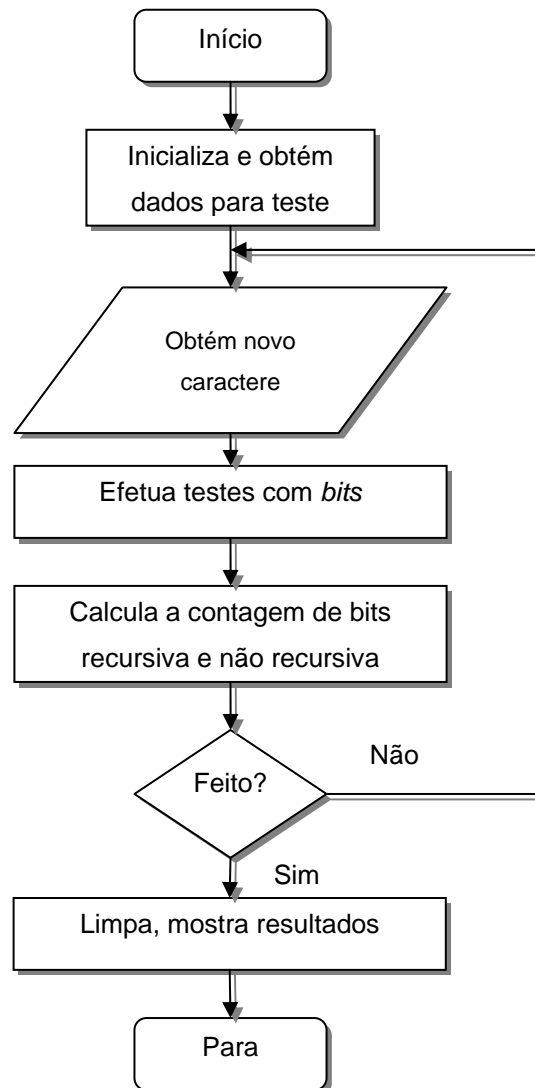 Início
Inicializa e obtém
dados para teste
Obtém novo
caractere
Efetua testes com bits
Calcula a contagem de bits
recursiva e não recursiva
Não
Feito?
Sim
Limpa, mostra resultados
Para